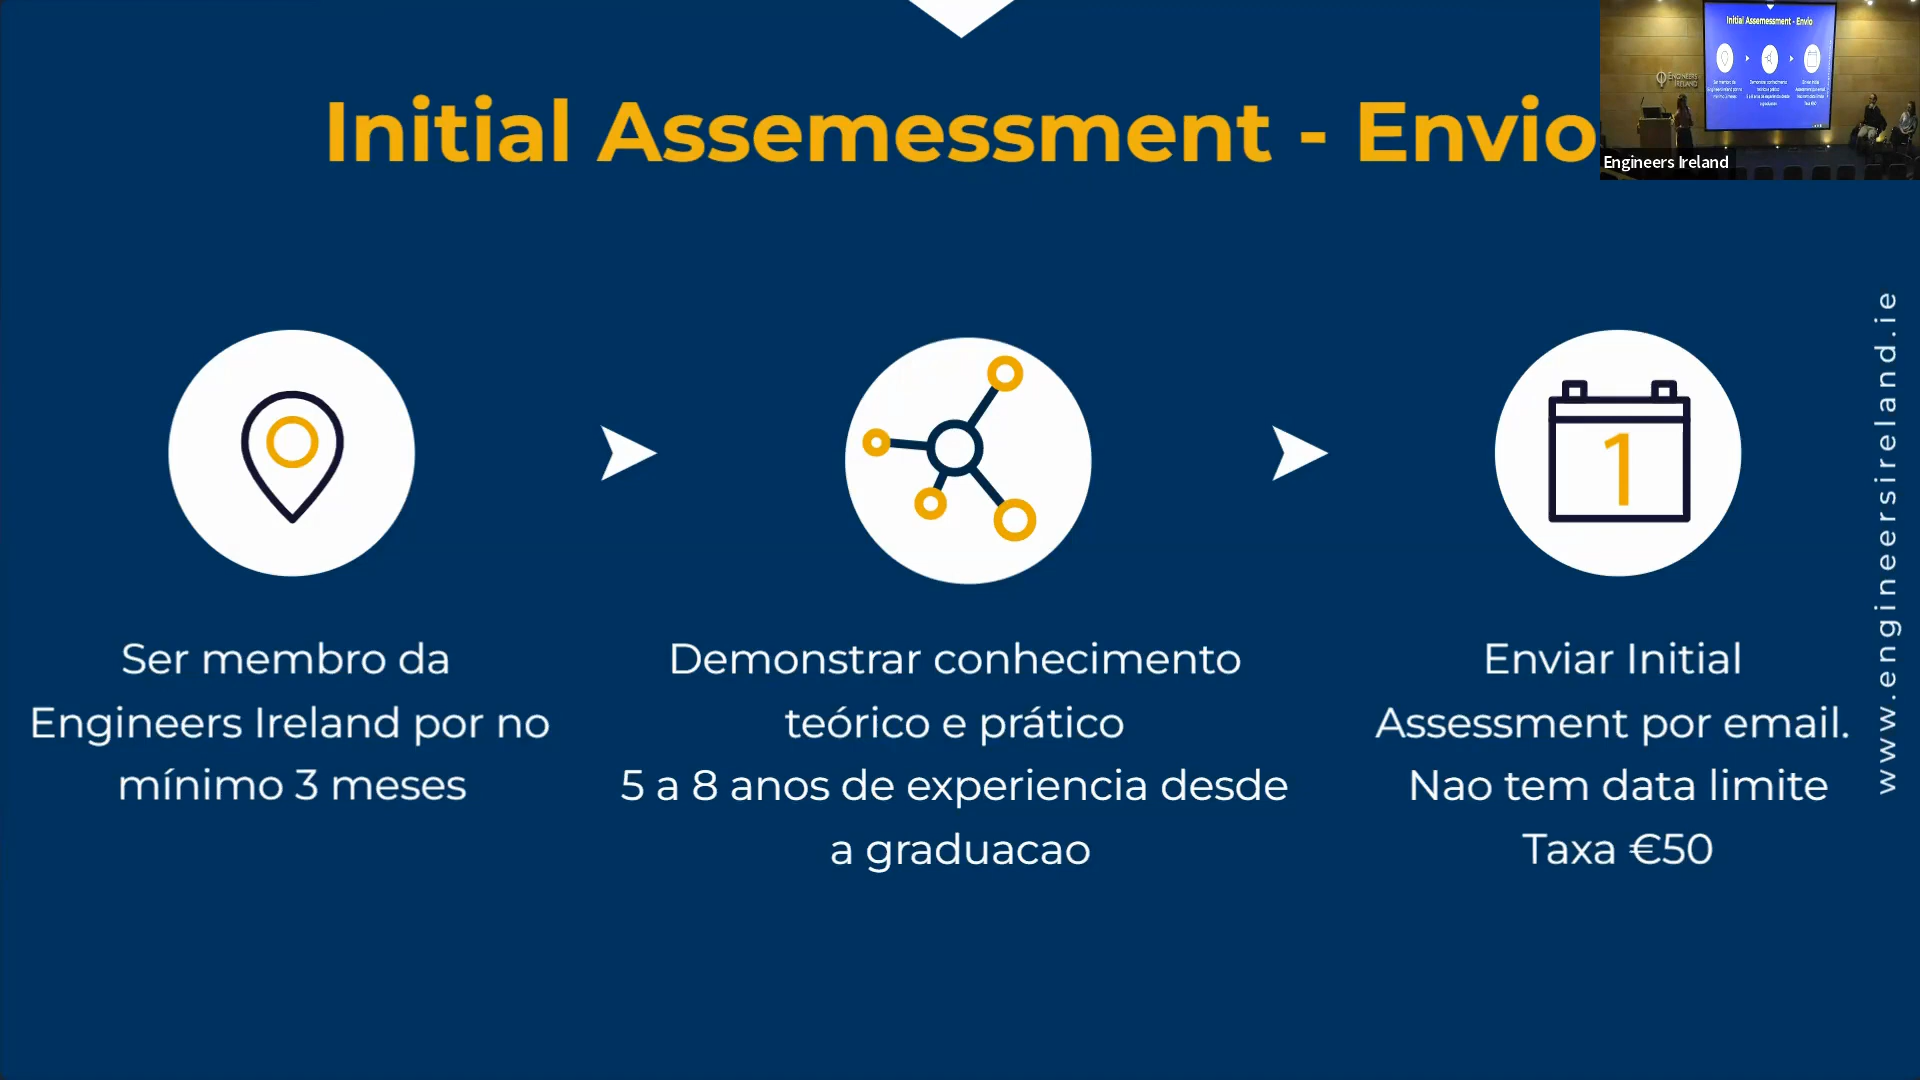 Initial Assemessment - Envio
Engineers Ireland
Ser membro da
Engineers Ireland por no
mínimo 3 meses
Demonstrar conhecimento
teórico e prático
5 a 8 anos de experiencia desde
a graduacao
Enviar Initial
Assessment por email.
Nao tem data limite
Taxa €50
www.engineersireland.ie
Initial Assemessment - Envio
ENGINEERS
IRELAND